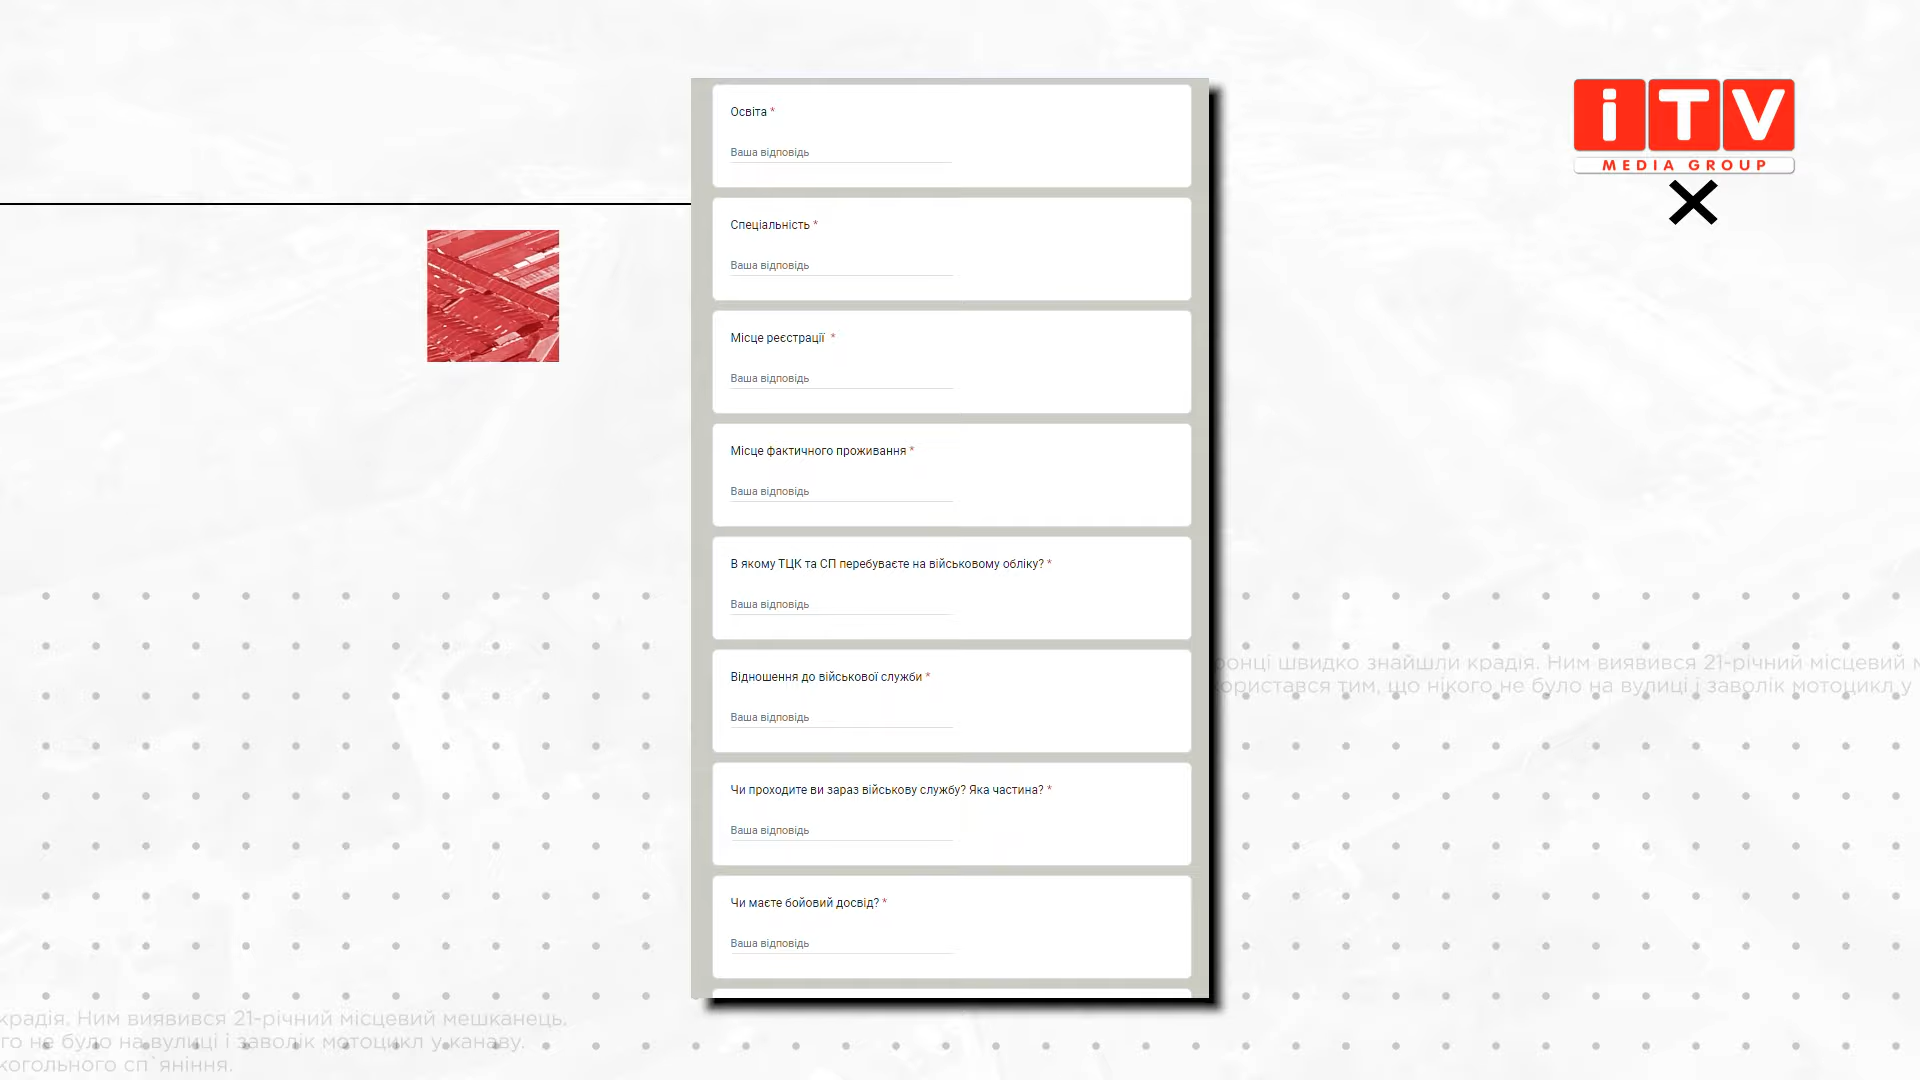 Освіта *
Ваша відповідь
Спеціальність *
Ваша відповідь
Місце реєстрації *
Ваша відповідь
Місце фактичного проживання *
Ваша відповідь
В якому ТЦК та СП перебуваєте на військовому обліку? *
Ваша відповідь
Відношення до військової служби *
Ваша відповідь
Чи проходите ви зараз військову службу? Яка частина? *
Ваша відповідь
Чи маєте бойовий досвід? *
Ваша відповідь
iTV
MEDIA GROUP
швидко знайшли крадія. Ним виявився 21-річний місцевий
що нікого не було на вулиці і заволік мотоцикл у
крадія. Ним виявився 21-річний місцевий мешканець.
не було на вулиці і заволік мотоцикл у канаву.
сп`яніння.